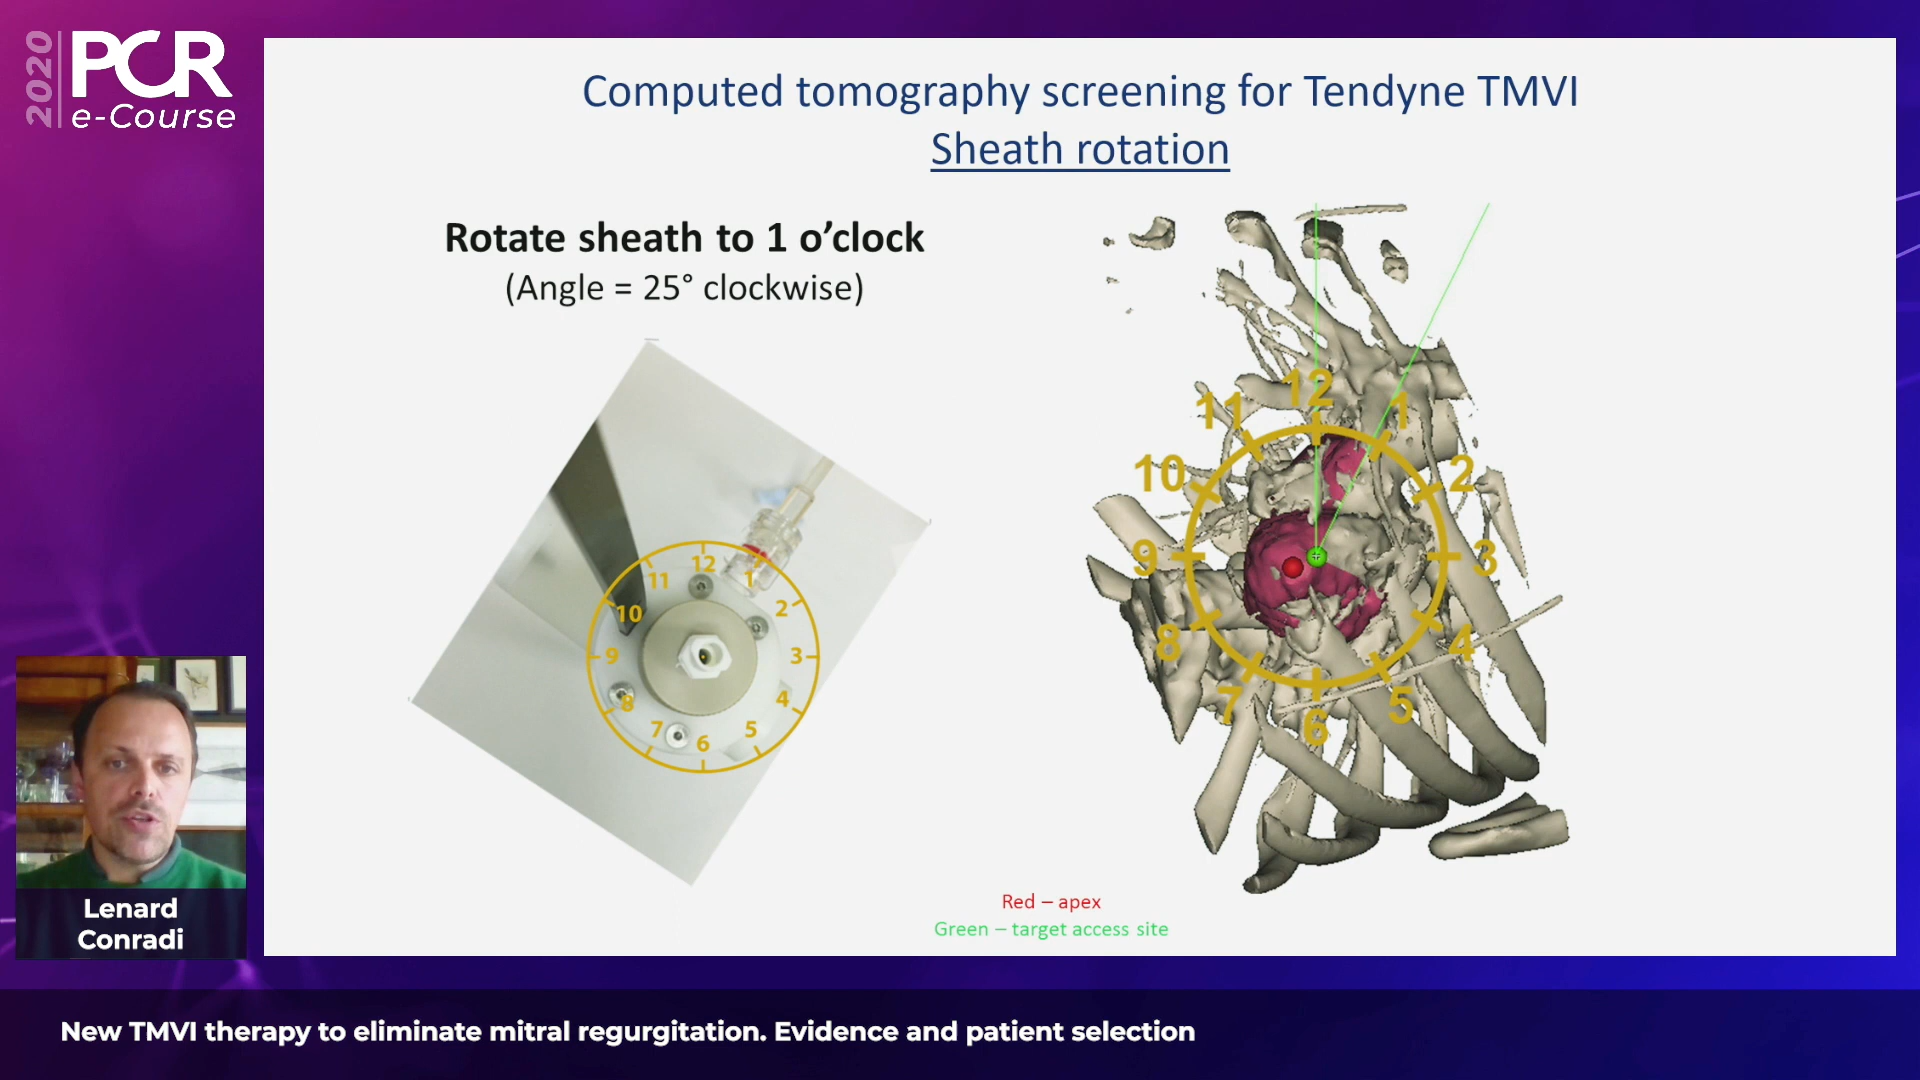 2020
PCR
e-Course
Computed tomography screening for Tendyne TMVI
Sheath rotation
Rotate sheath to 1 o’clock
(Angle = 25° clockwise)
12
1
2
3
4
5
6
7
8
9
10
11
12
1
2
3
4
5
6
7
8
9
10
11
Red – apex
Green – target access site
Lenard
Conradi
New TMVI therapy to eliminate mitral regurgitation. Evidence and patient selection